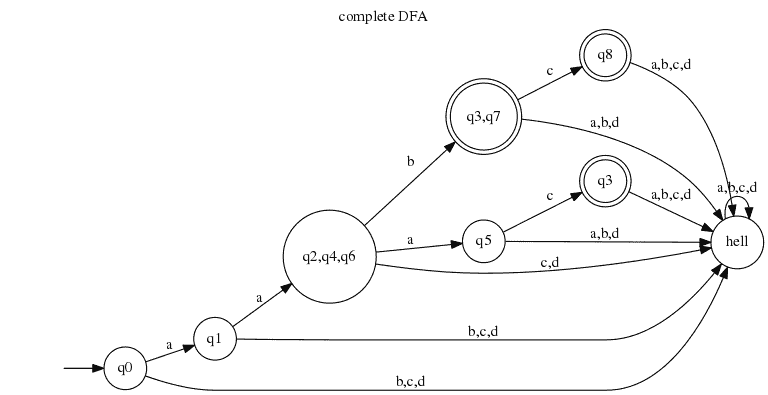 complete DFA
q8
c
a,b,c,d
q3,q7
a,b,d
b
q3
c
a,b,c,d
a,b,c,d
q5
a
a,b,d
hell
q2,q4,q6
c,d
a
q1
b,c,d
a
q0
b,c,d